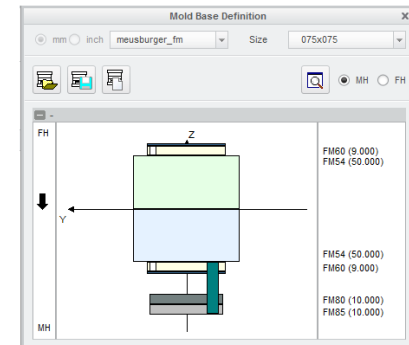 Mold Base Definition x
mm inch meusburger_fm Size 075x075
MH FH
-
FH
Z
FM60 (9.000)
FM54 (50.000)
Y
FM54 (50.000)
FM60 (9.000)
FM80 (10.000)
FM85 (10.000)
MH